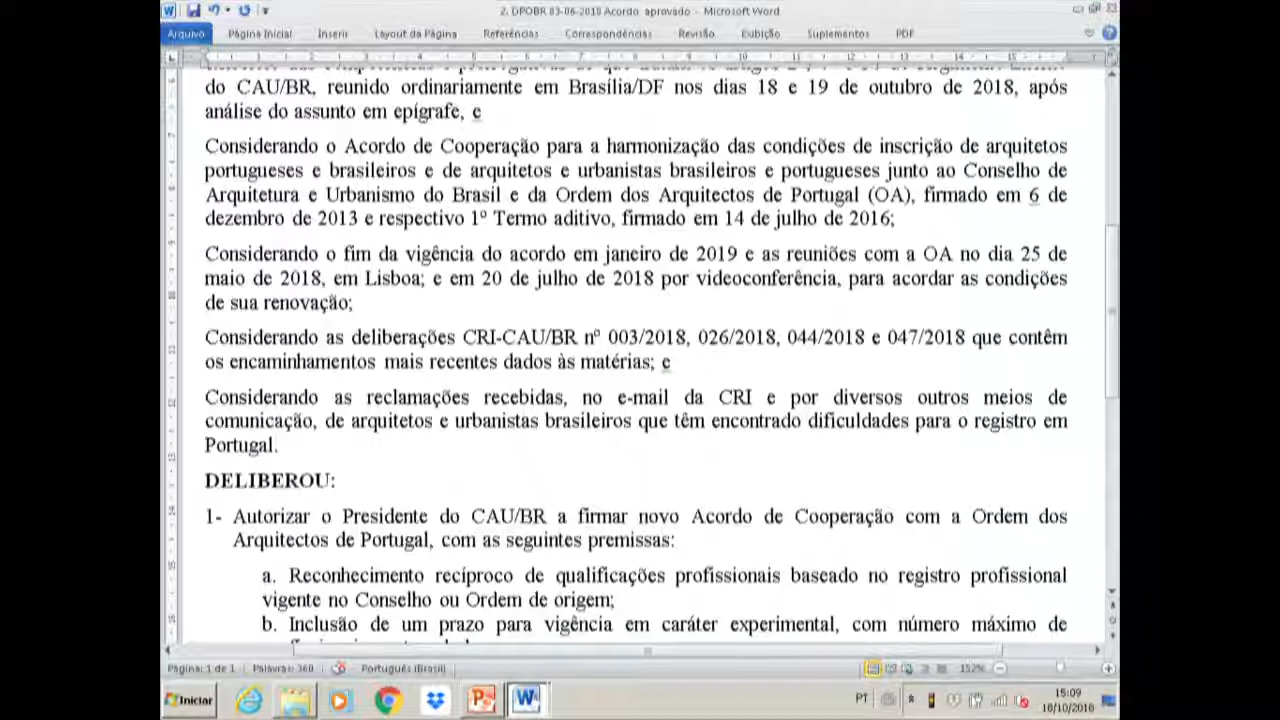 2. DPOBR 83-06-2018 Acordo aprovado - Microsoft Word
Arquivo Página Inicial Inserir Layout da Página Referências Correspondências Revisão Exibição Suplementos PDF
do CAU/BR, reunido ordinariamente em Brasília/DF nos dias 18 e 19 de outubro de 2018, após
análise do assunto em epígrafe, e
Considerando o Acordo de Cooperação para a harmonização das condições de inscrição de arquitetos
portugueses e brasileiros e de arquitetos e urbanistas brasileiros e portugueses junto ao Conselho de
Arquitetura e Urbanismo do Brasil e da Ordem dos Arquitectos de Portugal (OA), firmado em 6 de
dezembro de 2013 e respectivo 1º Termo aditivo, firmado em 14 de julho de 2016;
Considerando o fim da vigência do acordo em janeiro de 2019 e as reuniões com a OA no dia 25 de
maio de 2018, em Lisboa; e em 20 de julho de 2018 por videoconferência, para acordar as condições
de sua renovação;
Considerando as deliberações CRI-CAU/BR nº 003/2018, 026/2018, 044/2018 e 047/2018 que contêm
os encaminhamentos mais recentes dados às matérias; e
Considerando as reclamações recebidas, no e-mail da CRI e por diversos outros meios de
comunicação, de arquitetos e urbanistas brasileiros que têm encontrado dificuldades para o registro em
Portugal.
DELIBEROU:
1- Autorizar o Presidente do CAU/BR a firmar novo Acordo de Cooperação com a Ordem dos
Arquitectos de Portugal, com as seguintes premissas:
a. Reconhecimento recíproco de qualificações profissionais baseado no registro profissional
vigente no Conselho ou Ordem de origem;
b. Inclusão de um prazo para vigência em caráter experimental, com número máximo de
Página: 1 de 1 Palavras: 360 Português (Brasil) 152%
Iniciar PT 15:09
18/10/2018